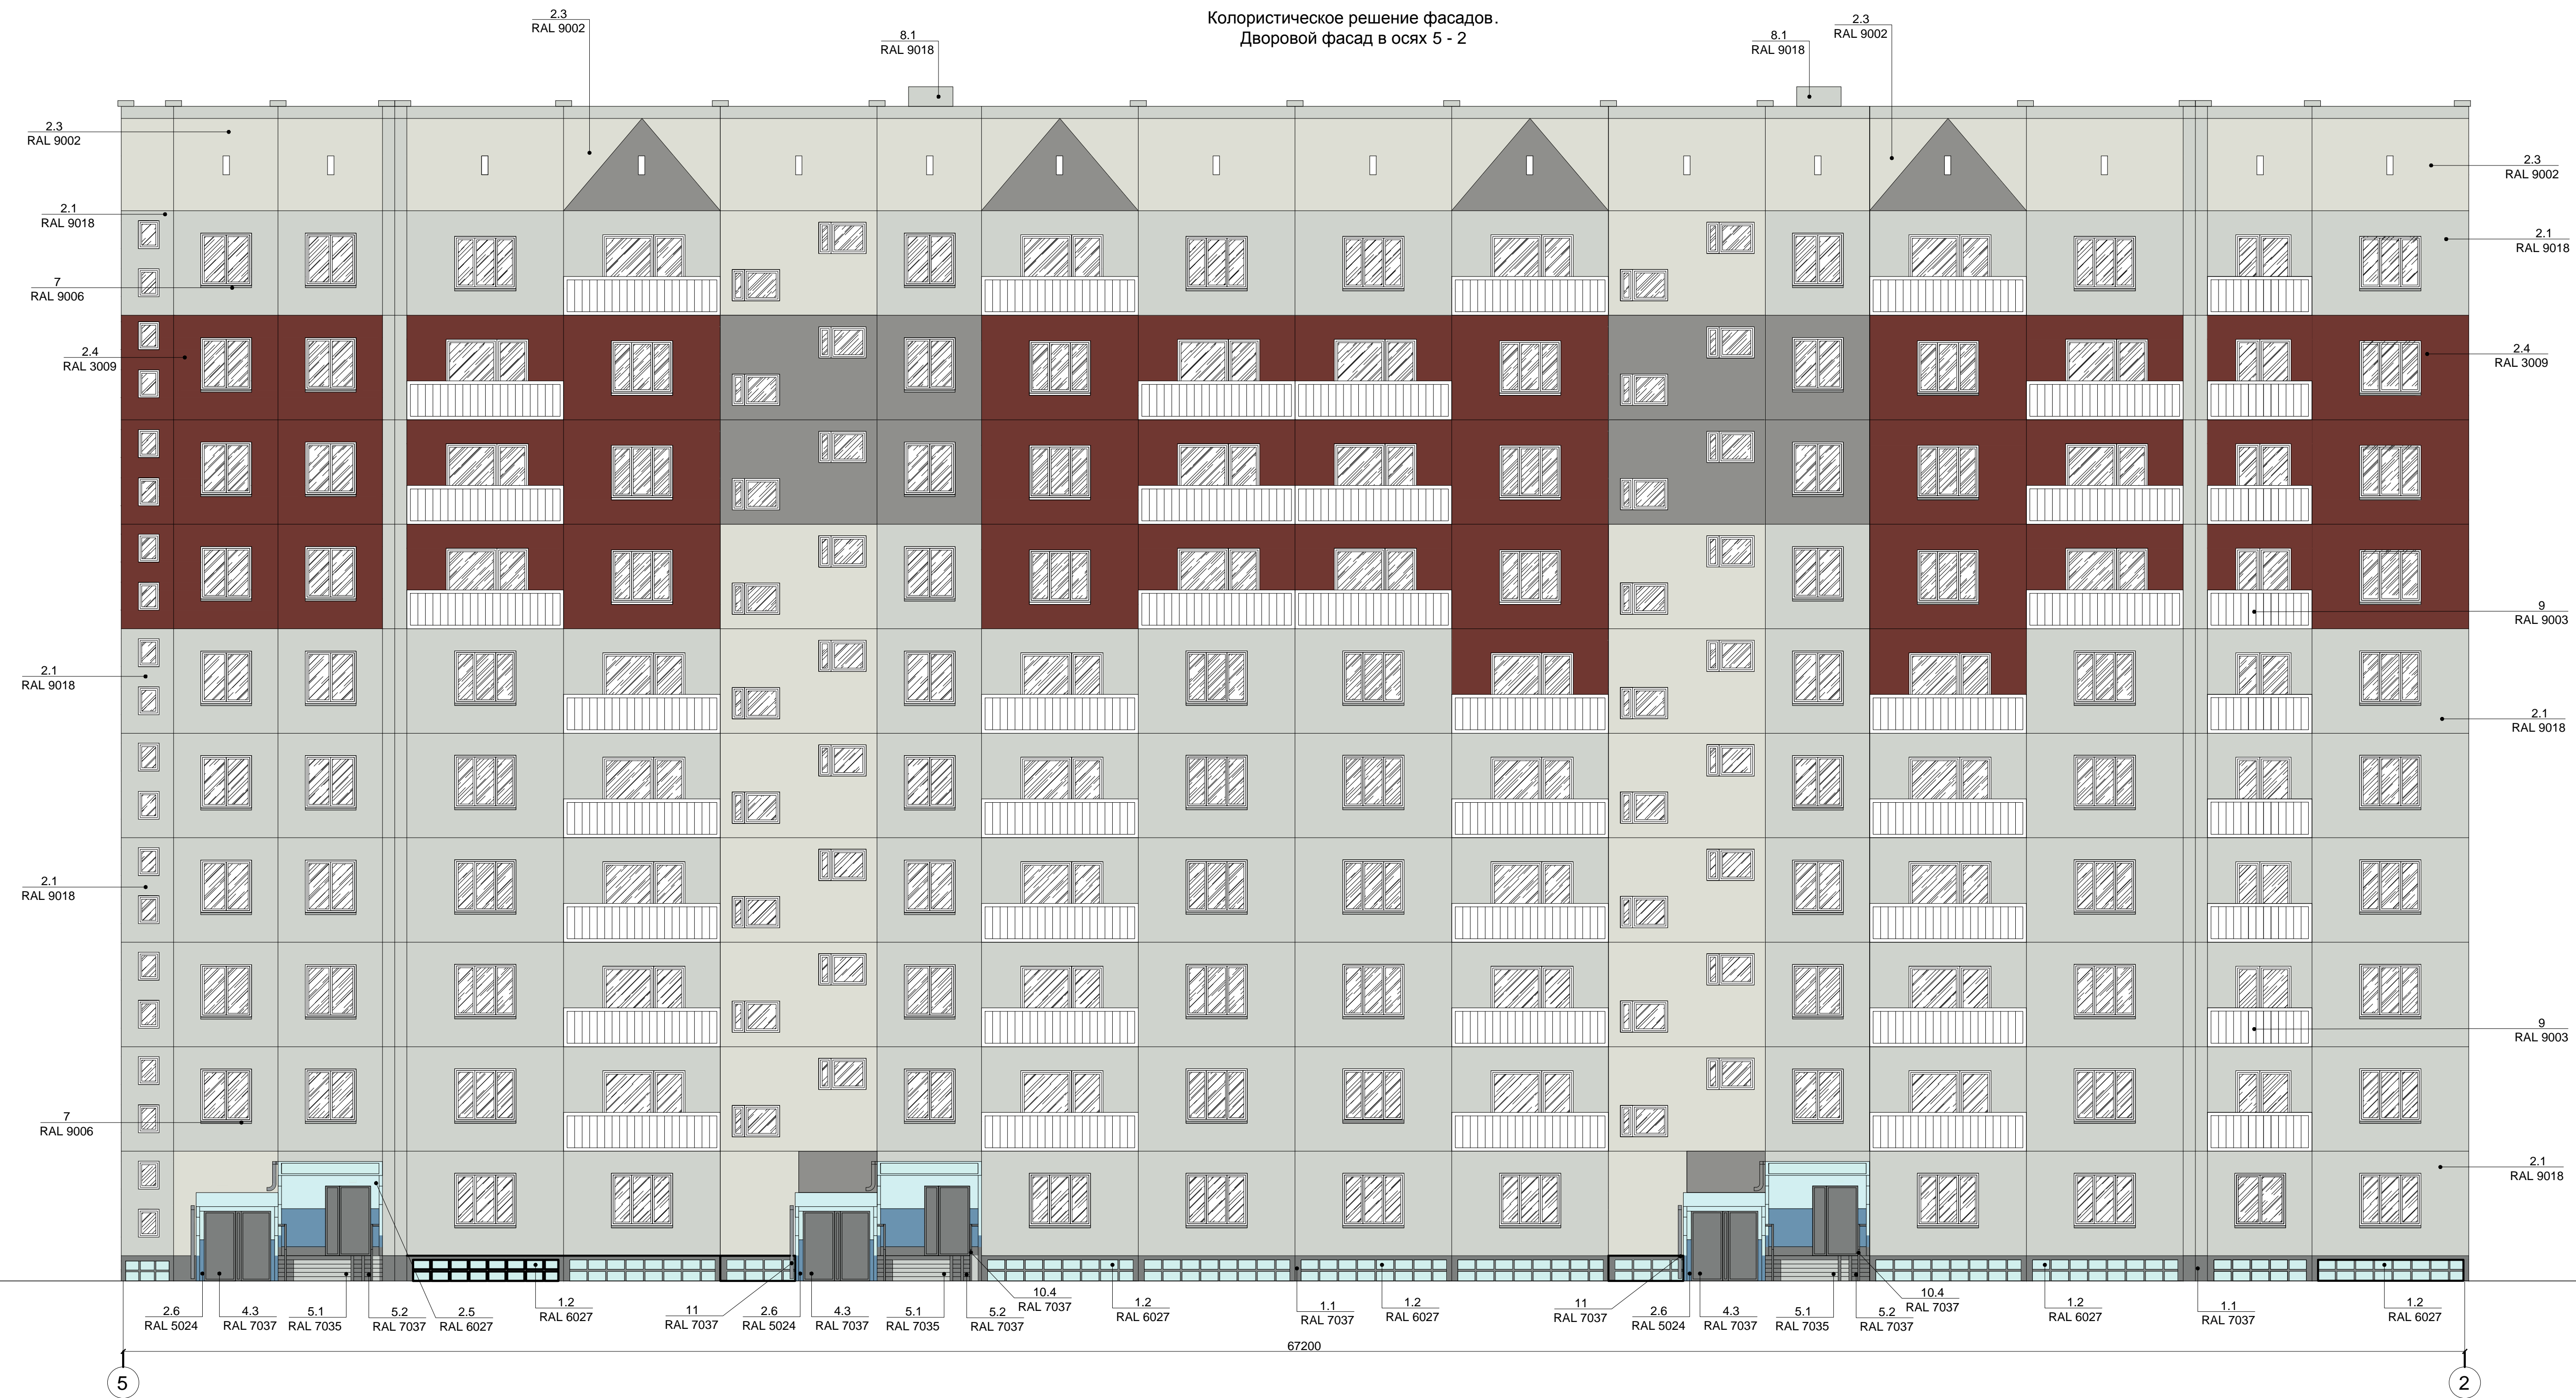 Колористическое решение фасадов.
Дворовой фасад в осях 5 - 2
2.3
RAL 9002
8.1
RAL 9018
8.1
RAL 9018
2.3
RAL 9002
2.3
RAL 9002
2.3
RAL 9002
2.1
RAL 9018
2.1
RAL 9018
7
RAL 9006
2.4
RAL 3009
2.4
RAL 3009
9
RAL 9003
2.1
RAL 9018
2.1
RAL 9018
2.1
RAL 9018
9
RAL 9003
7
RAL 9006
2.1
RAL 9018
2.6
RAL 5024
4.3
RAL 7037
5.1
RAL 7035
5.2
RAL 7037
2.5
RAL 6027
1.2
RAL 6027
11
RAL 7037
2.6
RAL 5024
4.3
RAL 7037
5.1
RAL 7035
5.2
RAL 7037
10.4
RAL 7037
1.2
RAL 6027
1.1
RAL 7037
1.2
RAL 6027
11
RAL 7037
2.6
RAL 5024
4.3
RAL 7037
5.1
RAL 7035
5.2
RAL 7037
10.4
RAL 7037
1.2
RAL 6027
1.1
RAL 7037
1.2
RAL 6027
67200
5
2